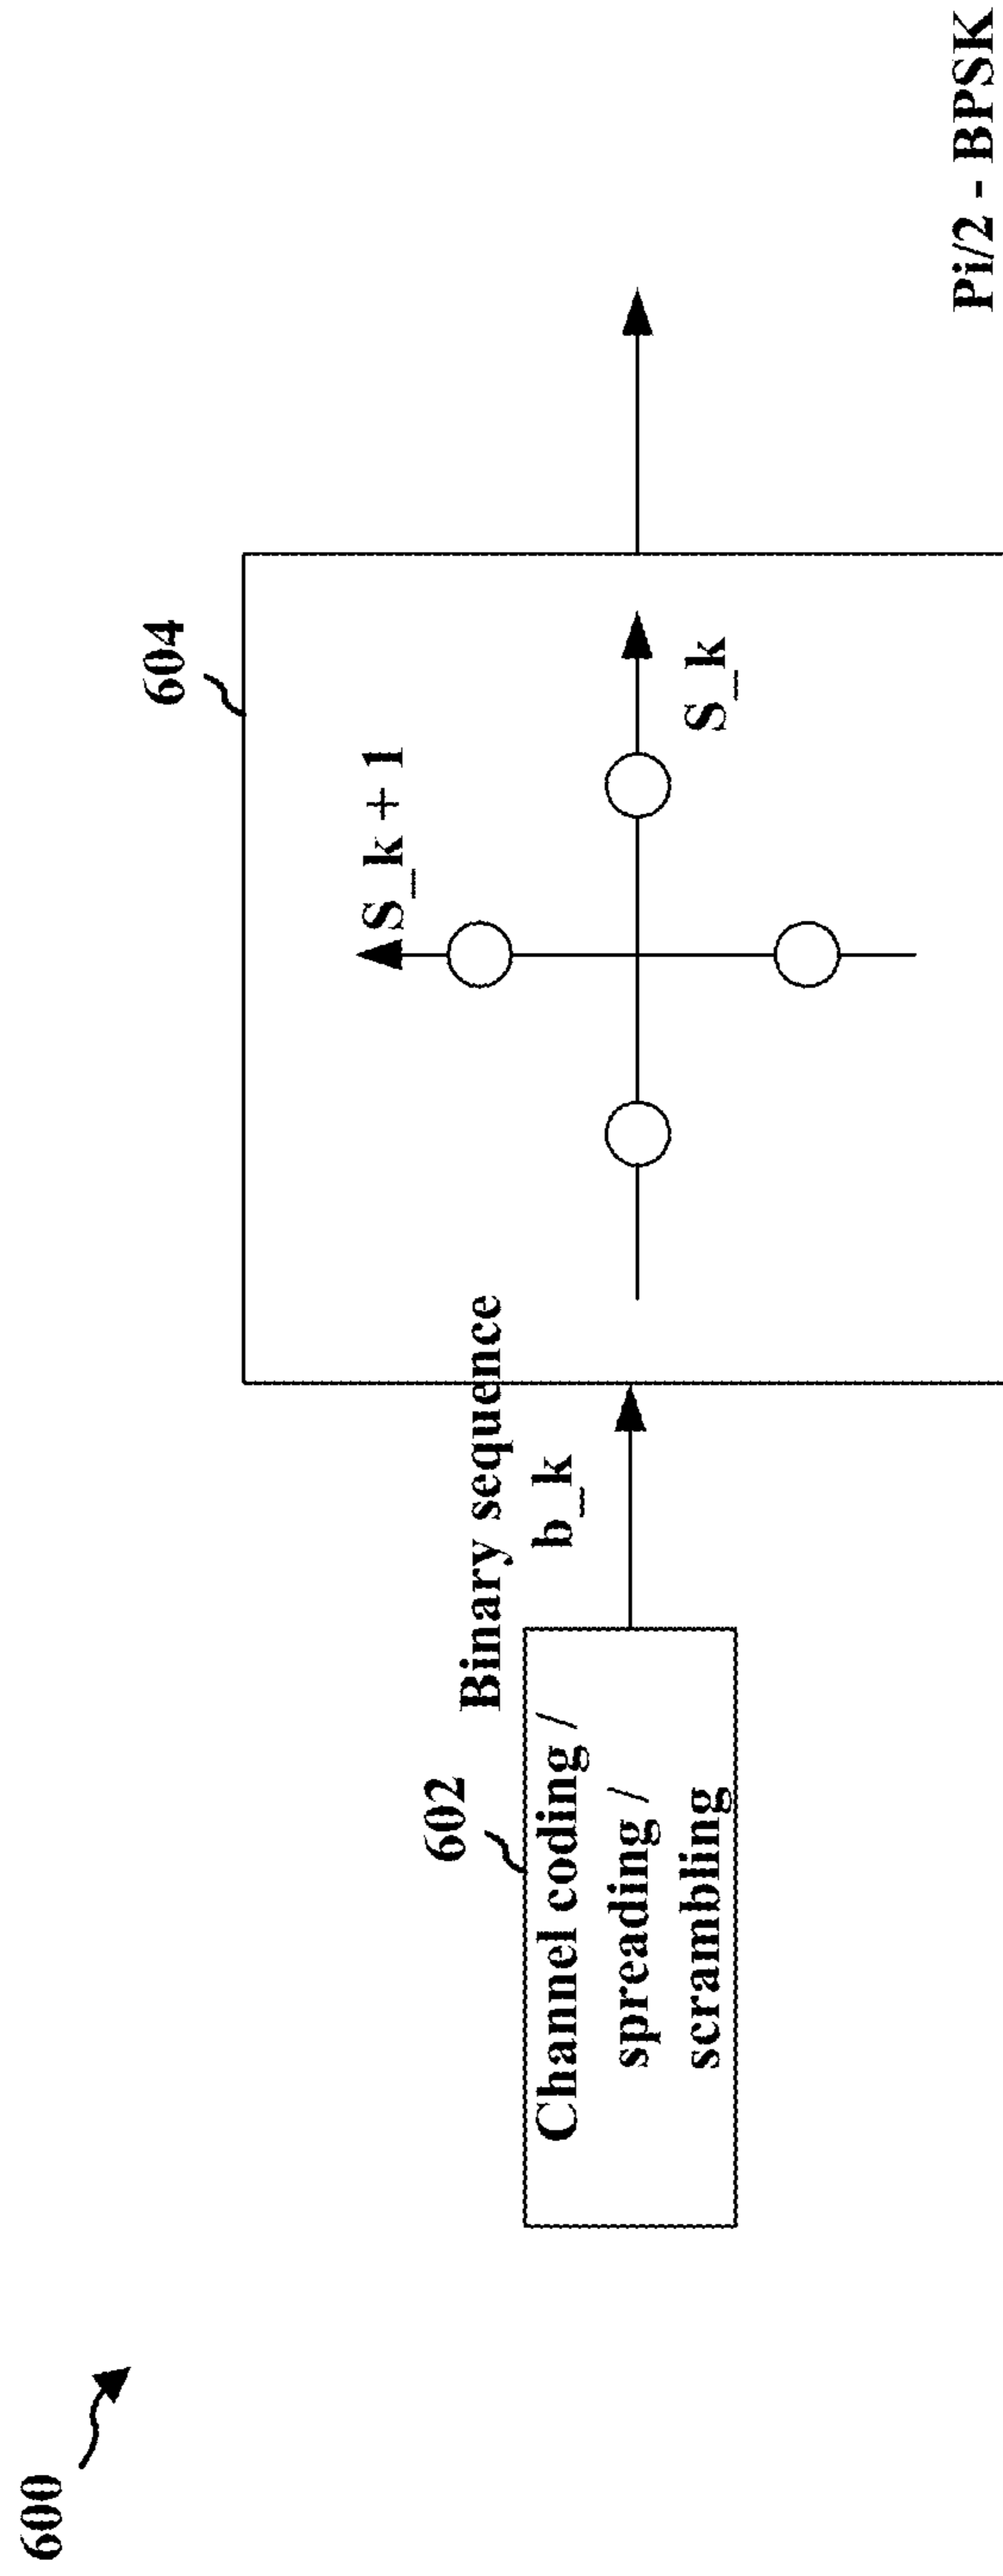 600
602
Channel coding /
spreading /
scrambling
Binary sequence
b_k
604
S_k + 1
S_k
Pi/2 - BPSK